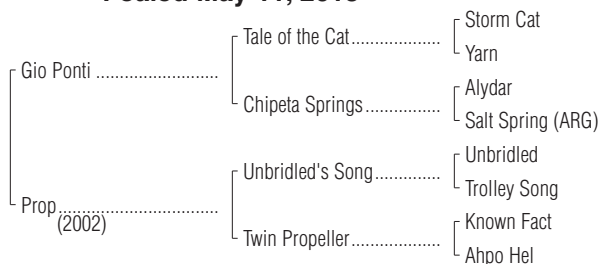 Foaled May 11, 2013
Storm Cat
Tale of the Cat....................
Yarn
Gio Ponti ...........................
Alydar
Chipeta Springs................
Salt Spring (ARG)
Unbridled
Unbridled's Song..............
Trolley Song
Prop...................................
(2002)
Known Fact
Twin Propeller...................
Ahpo Hel